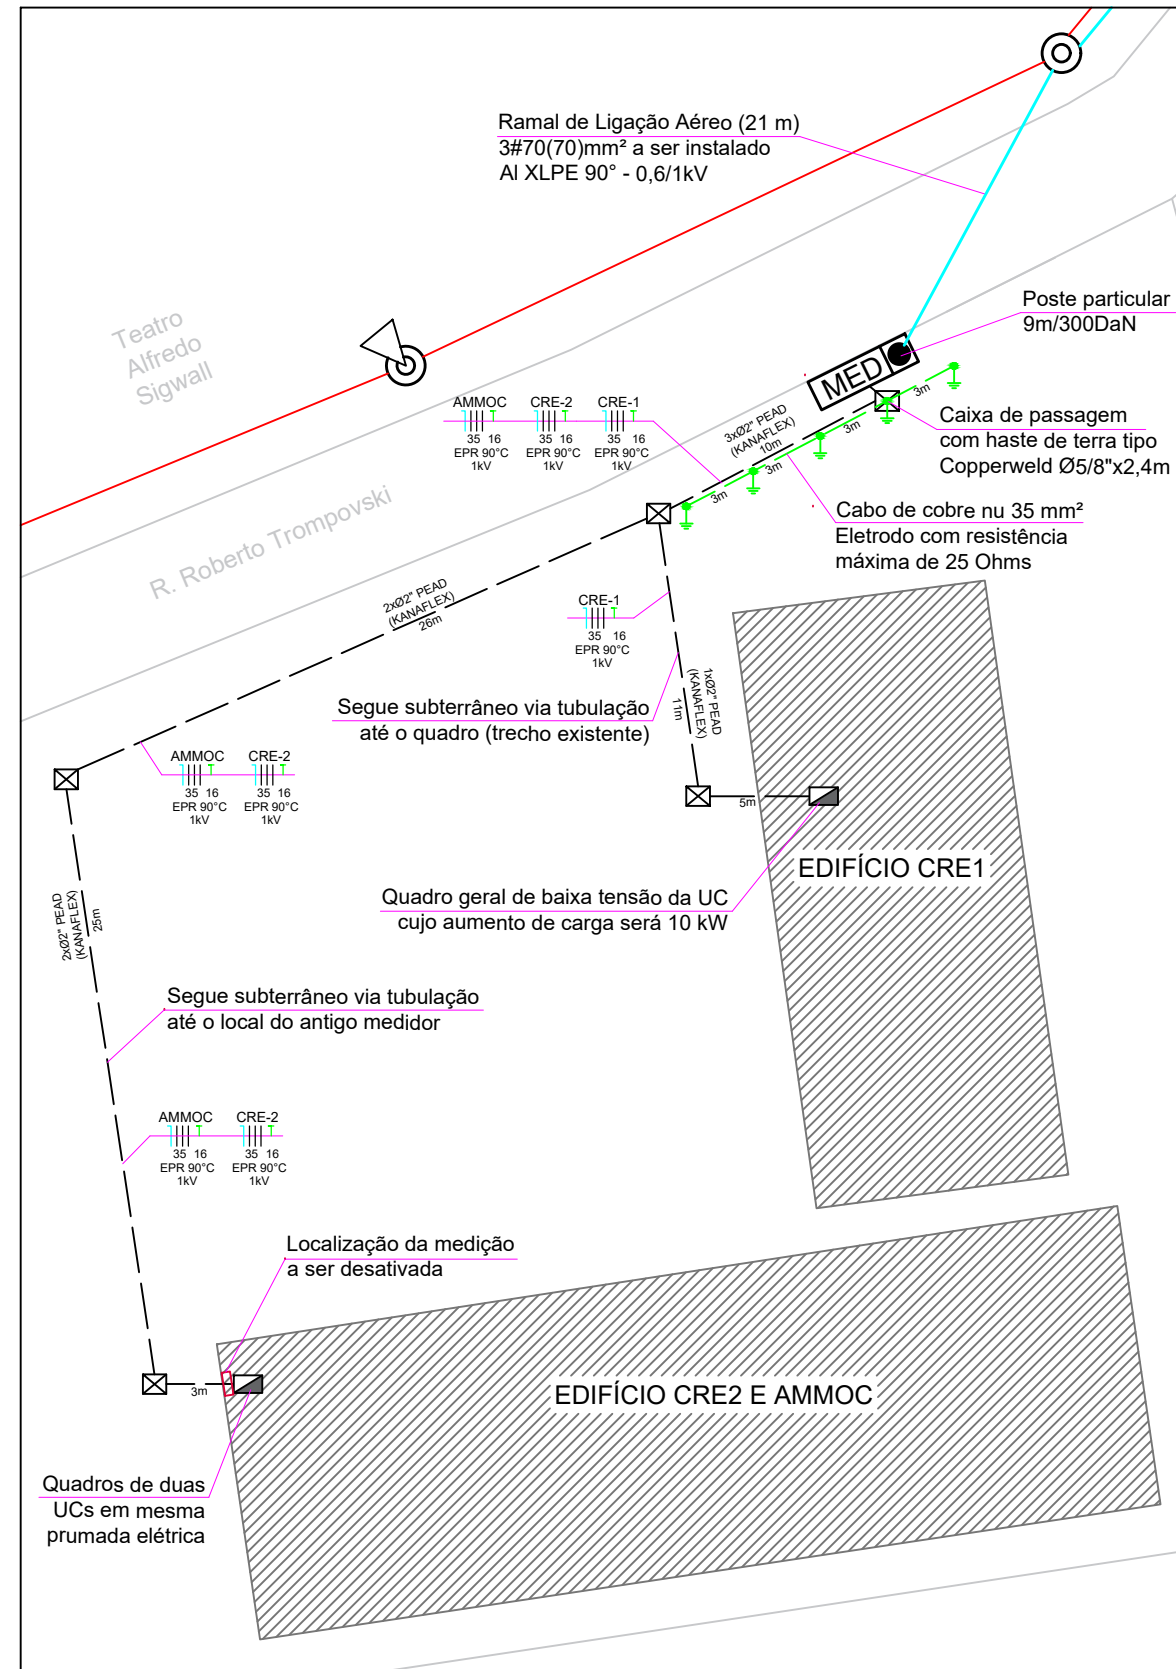 Ramal de Ligação Aéreo (21 m)
3#70(70)mm² a ser instalado
Al XLPE 90° - 0,6/1kV
Teatro
Alfredo
Sigwall
Poste particular
9m/300DaN
MED
3m
3m
3m
3m
3xØ2" PEAD
(KANAFLEX)
10m
AMMOC
35 16
EPR 90°C
1kV
CRE-2
35 16
EPR 90°C
1kV
CRE-1
35 16
EPR 90°C
1kV
Caixa de passagem
com haste de terra tipo
Copperweld Ø5/8"x2,4m
Cabo de cobre nu 35 mm²
Eletrodo com resistência
máxima de 25 Ohms
R. Roberto Trompovski
2xØ2" PEAD
(KANAFLEX)
26m
CRE-1
35 16
EPR 90°C
1kV
1xØ2" PEAD
(KANAFLEX)
11m
Segue subterrâneo via tubulação
até o quadro (trecho existente)
AMMOC
35 16
EPR 90°C
1kV
CRE-2
35 16
EPR 90°C
1kV
5m
EDIFÍCIO CRE1
Quadro geral de baixa tensão da UC
cujo aumento de carga será 10 kW
2xØ2" PEAD
(KANAFLEX)
25m
Segue subterrâneo via tubulação
até o local do antigo medidor
AMMOC
35 16
EPR 90°C
1kV
CRE-2
35 16
EPR 90°C
1kV
Localização da medição
a ser desativada
3m
EDIFÍCIO CRE2 E AMMOC
Quadros de duas
UCs em mesma
prumada elétrica